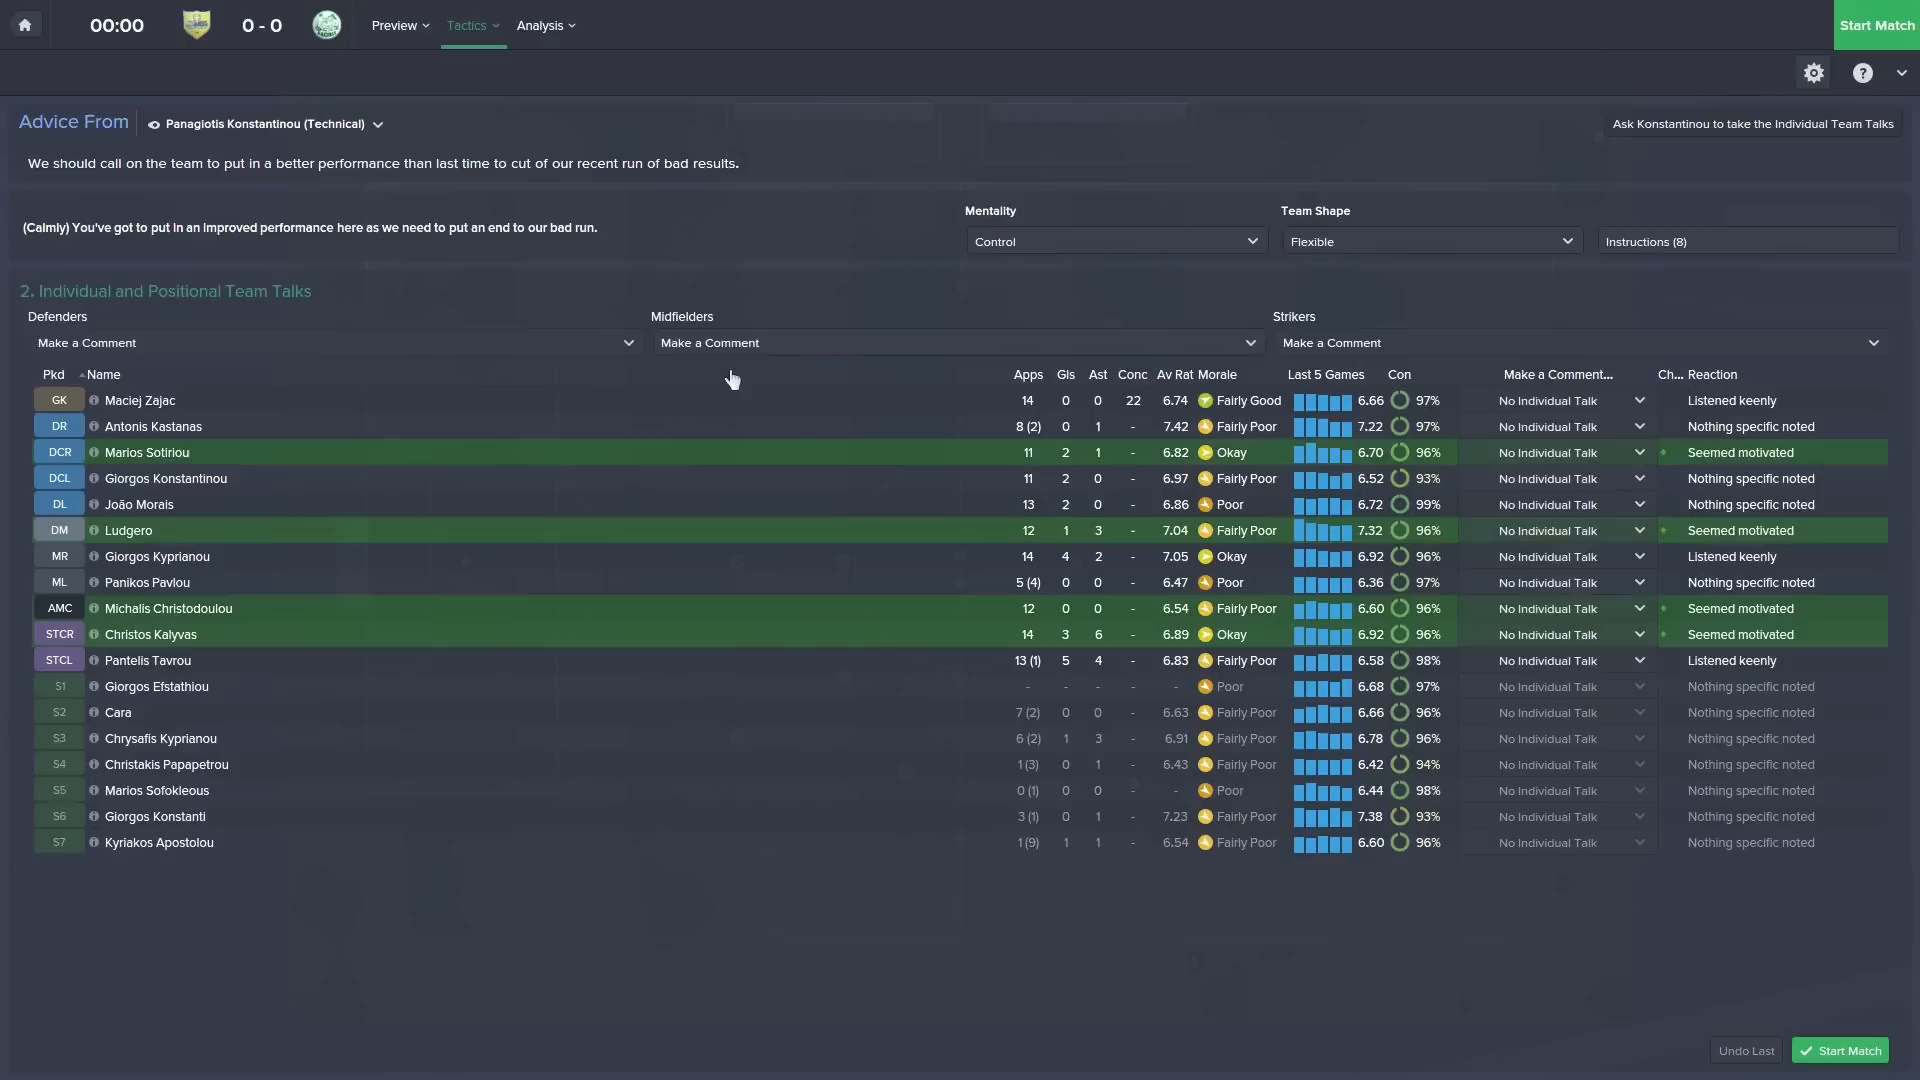 00:00 0 - 0 Preview Tactics Analysis Start Match
?
Advice From Panagiotis Konstantinou (Technical) Ask Konstantinou to take the Individual Team Talks
We should call on the team to put in a better performance than last time to cut of our recent run of bad results.
Mentality Team Shape
(Calmly) You've got to put in an improved performance here as we need to put an end to our bad run.
Control Flexible Instructions (8)
2. Individual and Positional Team Talks
Defenders Midfielders Strikers
Make a Comment Make a Comment Make a Comment
Pkd Name Apps Gls Ast Conc Av Rat Morale Last 5 Games Con Make a Comment... Ch... Reaction
GK Maciej Zajac 14 0 0 22 6.74 Fairly Good 6.66 97% No Individual Talk Listened keenly
DR Antonis Kastanas 8 (2) 0 1 - 7.42 Fairly Poor 7.22 97% No Individual Talk Nothing specific noted
DCR Marios Sotiriou 11 2 1 - 6.82 Okay 6.70 96% No Individual Talk Seemed motivated
DCL Giorgos Konstantinou 11 2 0 - 6.97 Fairly Poor 6.52 93% No Individual Talk Nothing specific noted
DL João Morais 13 2 0 - 6.86 Poor 6.72 99% No Individual Talk Nothing specific noted
DM Ludgero 12 1 3 - 7.04 Fairly Poor 7.32 96% No Individual Talk Seemed motivated
MR Giorgos Kyprianou 14 4 2 - 7.05 Okay 6.92 96% No Individual Talk Listened keenly
ML Panikos Pavlou 5 (4) 0 0 - 6.47 Poor 6.36 97% No Individual Talk Nothing specific noted
AMC Michalis Christodoulou 12 0 0 - 6.54 Fairly Poor 6.60 96% No Individual Talk Seemed motivated
STCR Christos Kalyvas 14 3 6 - 6.89 Okay 6.92 96% No Individual Talk Seemed motivated
STCL Pantelis Tavrou 13 (1) 5 4 - 6.83 Fairly Poor 6.58 98% No Individual Talk Listened keenly
S1 Giorgos Efstathiou - - - - - Poor 6.68 97% No Individual Talk Nothing specific noted
S2 Cara 7 (2) 0 0 - 6.63 Fairly Poor 6.66 96% No Individual Talk Nothing specific noted
S3 Chrysafis Kyprianou 6 (2) 1 3 - 6.91 Fairly Poor 6.78 96% No Individual Talk Nothing specific noted
S4 Christakis Papapetrou 1 (3) 0 1 - 6.43 Fairly Poor 6.42 94% No Individual Talk Nothing specific noted
S5 Marios Sofokleous 0 (1) 0 0 - - Poor 6.44 98% No Individual Talk Nothing specific noted
S6 Giorgos Konstanti 3 (1) 0 1 - 7.23 Fairly Poor 7.38 93% No Individual Talk Nothing specific noted
S7 Kyriakos Apostolou 1 (9) 1 1 - 6.54 Fairly Poor 6.60 96% No Individual Talk Nothing specific noted
Undo Last Start Match